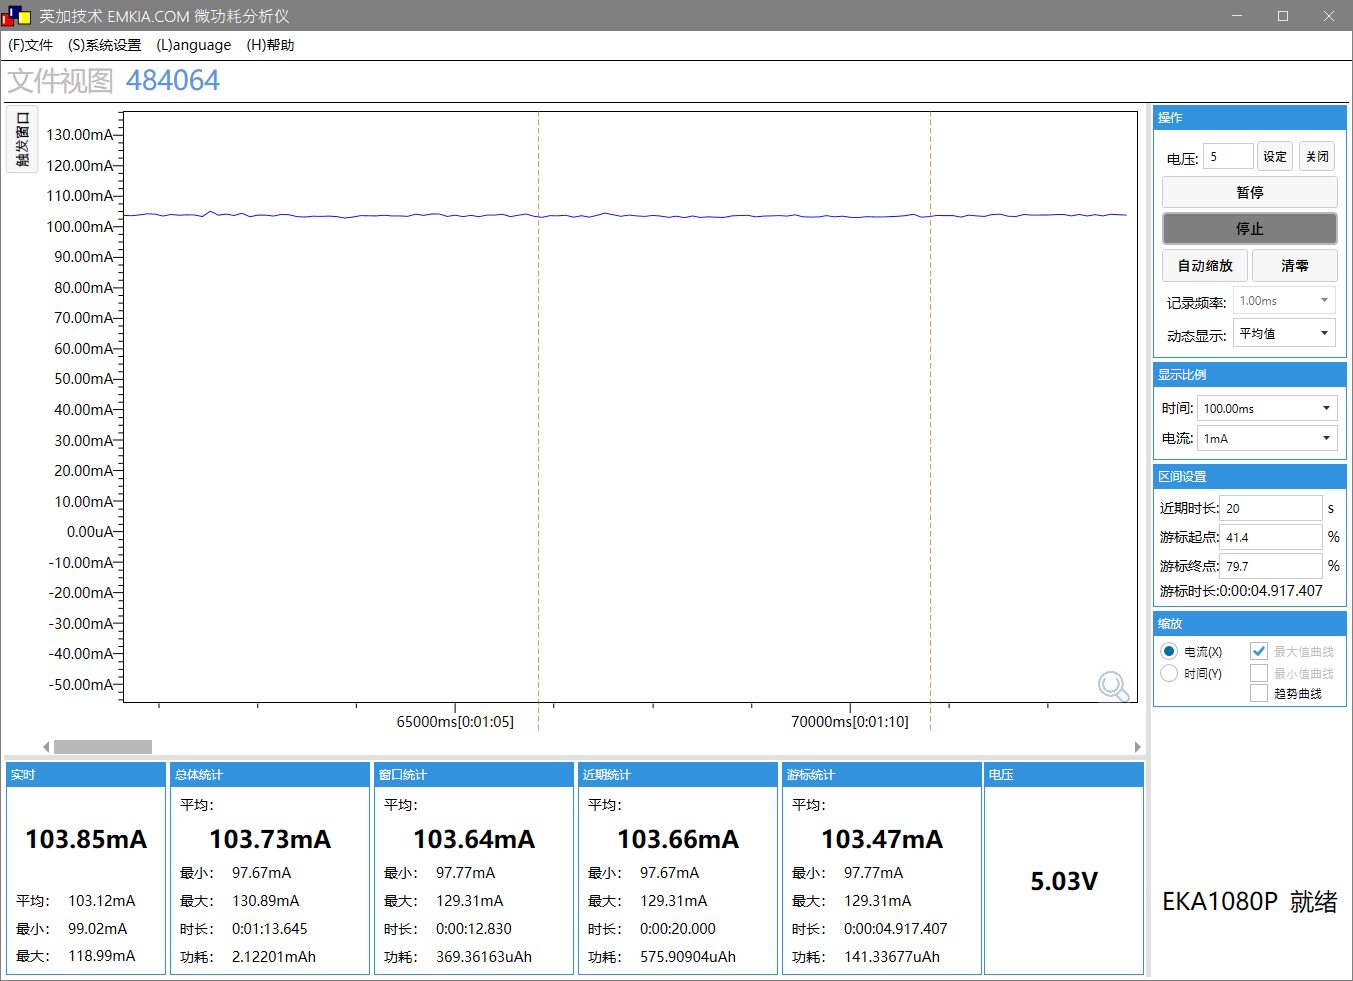 英加技术 EMKIA.COM 微功耗分析仪
(F)文件 (S)系统设置 (L)anguage (H)帮助
文件视图 484064
触发窗口
130.00mA
120.00mA
110.00mA
100.00mA
90.00mA
80.00mA
70.00mA
60.00mA
50.00mA
40.00mA
30.00mA
20.00mA
10.00mA
0.00uA
-10.00mA
-20.00mA
-30.00mA
-40.00mA
-50.00mA
65000ms[0:01:05] 70000ms[0:01:10]
操作
电压: 5 设定 关闭
暂停
停止
自动缩放 清零
记录频率: 1.00ms
动态显示: 平均值
显示比例
时间: 100.00ms
电流: 1mA
区间设置
近期时长: 20 s
游标起点: 41.4 %
游标终点: 79.7 %
游标时长:0:00:04.917.407
缩放
电流(X) 最大值曲线
时间(Y) 最小值曲线
趋势曲线
实时
103.85mA
平均: 103.12mA
最小: 99.02mA
最大: 118.99mA
总体统计
平均:
103.73mA
最小: 97.67mA
最大: 130.89mA
时长: 0:01:13.645
功耗: 2.12201mAh
窗口统计
平均:
103.64mA
最小: 97.77mA
最大: 129.31mA
时长: 0:00:12.830
功耗: 369.36163uAh
近期统计
平均:
103.66mA
最小: 97.67mA
最大: 129.31mA
时长: 0:00:20.000
功耗: 575.90904uAh
游标统计
平均:
103.47mA
最小: 97.77mA
最大: 129.31mA
时长: 0:00:04.917.407
功耗: 141.33677uAh
电压
5.03V
EKA1080P 就绪